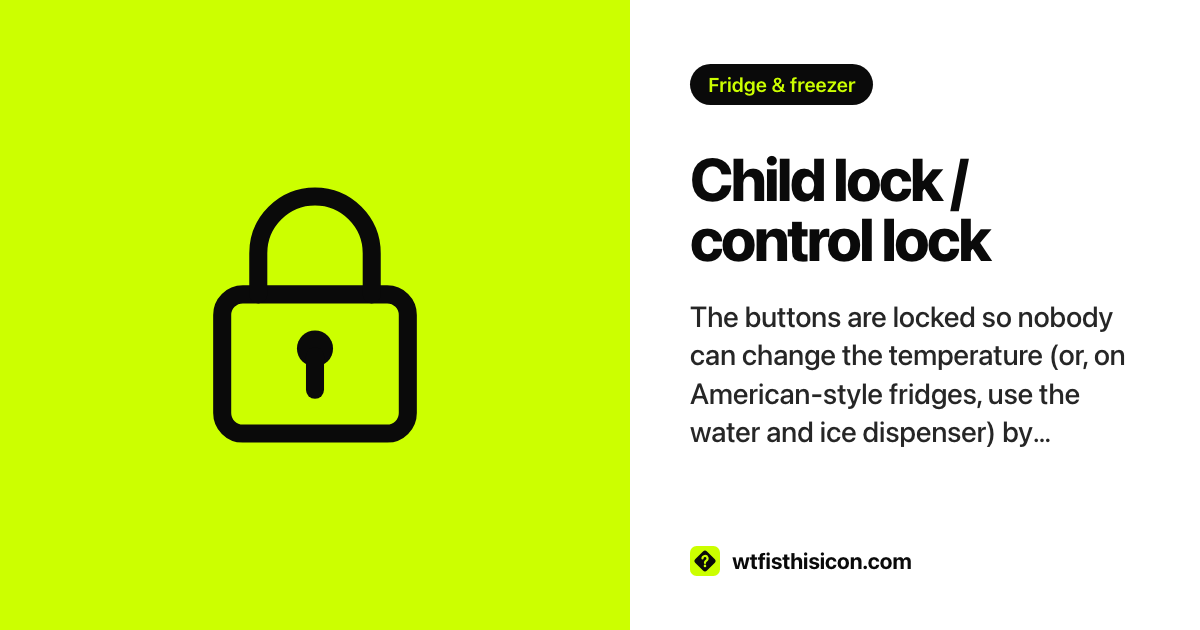 Fridge & freezer
Child lock /
control lock
The buttons are locked so nobody
can change the temperature (or, on
American-style fridges, use the
water and ice dispenser) by...
?
wtfisthisicon.com